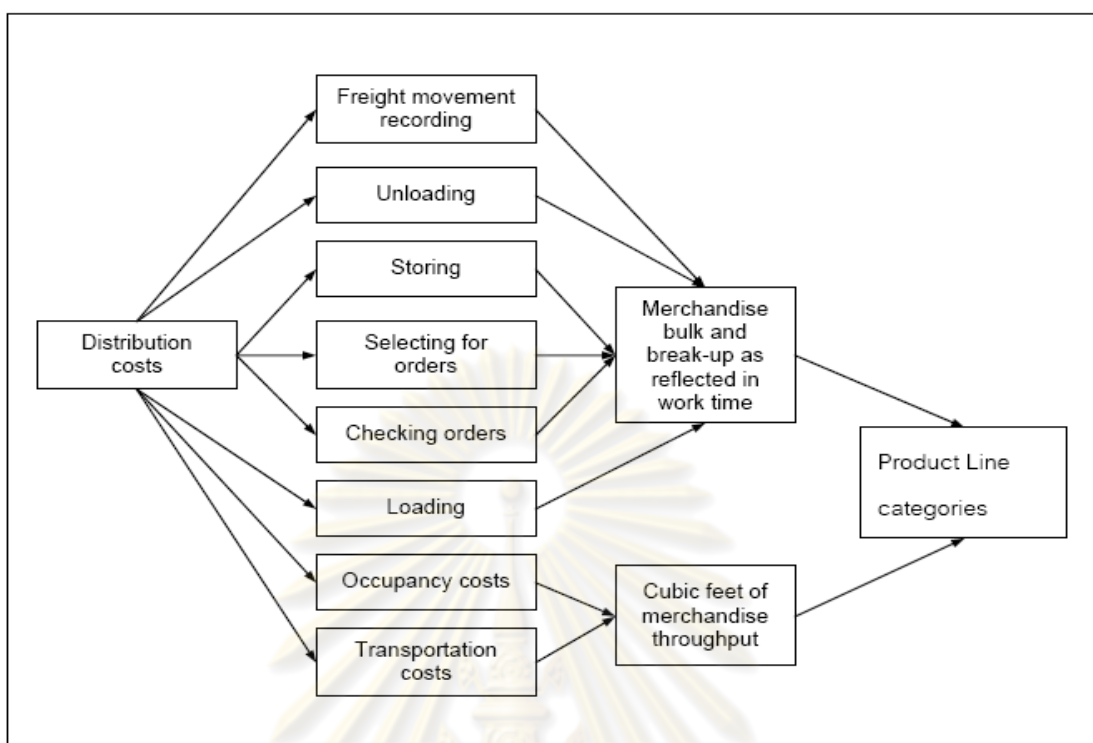 Freight movement
recording
Unloading
Storing
Distribution
costs
Selecting for
orders
Checking orders
Loading
Occupancy costs
Transportation
costs
Merchandise
bulk and
break-up as
reflected in
work time
Cubic feet of
merchandise
throughput
Product Line
categories